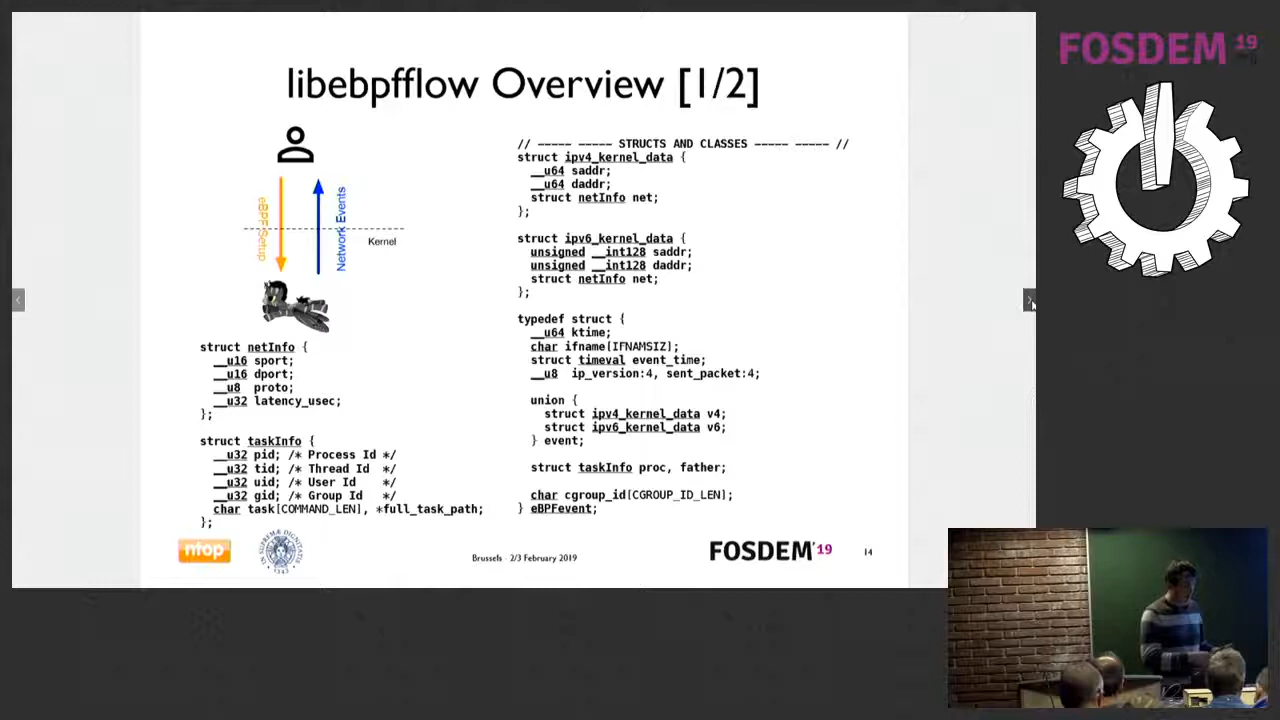 libebpfflow Overview [1/2]
eBPF Setup
Network Events
Kernel
struct netInfo {
__u16 sport;
__u16 dport;
__u8 proto;
__u32 latency_usec;
};
struct taskInfo {
__u32 pid; /* Process Id */
__u32 tid; /* Thread Id */
__u32 uid; /* User Id */
__u32 gid; /* Group Id */
char task[COMMAND_LEN], *full_task_path;
};
// ----- ----- STRUCTS AND CLASSES ----- ----- //
struct ipv4_kernel_data {
__u64 saddr;
__u64 daddr;
struct netInfo net;
};
struct ipv6_kernel_data {
unsigned __int128 saddr;
unsigned __int128 daddr;
struct netInfo net;
};
typedef struct {
__u64 ktime;
char ifname[IFNAMSIZ];
struct timeval event_time;
__u8 ip_version:4, sent_packet:4;
union {
struct ipv4_kernel_data v4;
struct ipv6_kernel_data v6;
} event;
struct taskInfo proc, father;
char cgroup_id[CGROUP_ID_LEN];
} eBPFevent;
ntop
Brussels - 2/3 February 2019
FOSDEM'19
14
FOSDEM 19